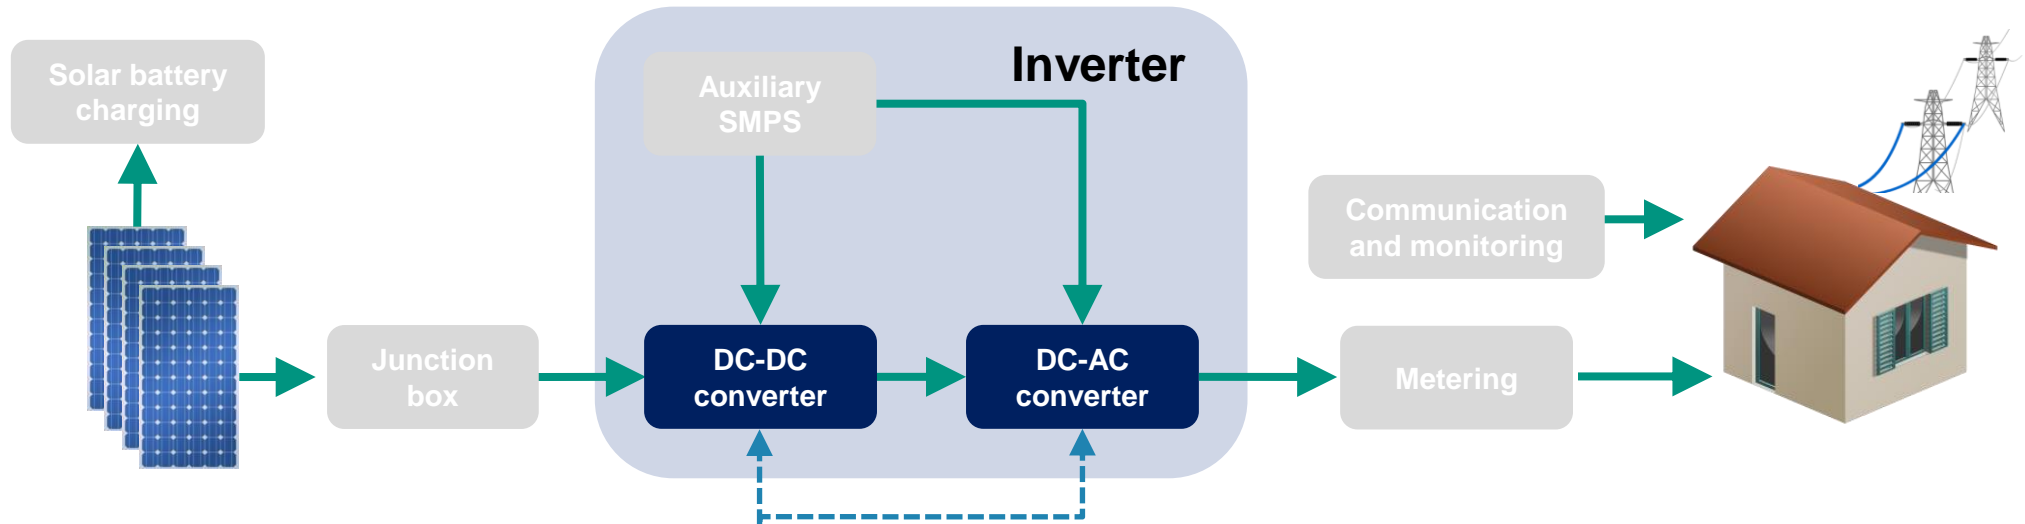 Solar battery
charging
Auxiliary
SMPS
Inverter
Communication
and monitoring
Junction
box
DC-DC
converter
DC-AC
converter
Metering